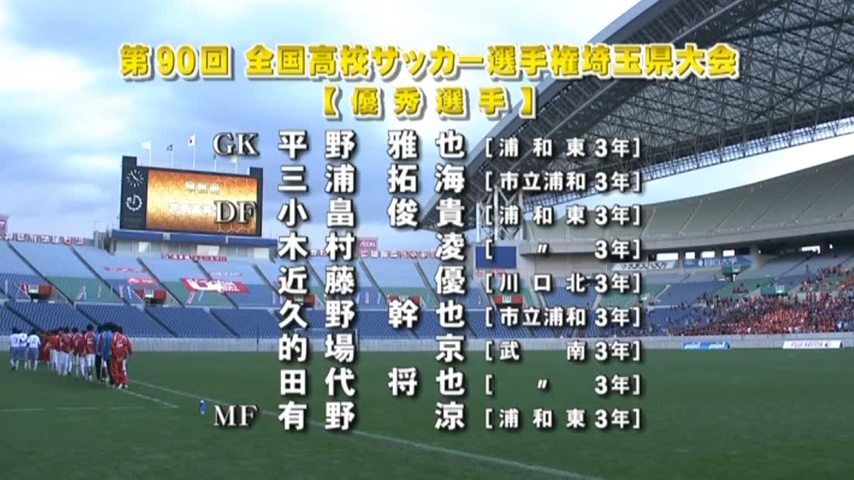 第90回 全国高校サッカー選手権埼玉県大会
【優秀選手】
GK 平野 雅也 [浦和東3年]
三浦 拓海 [市立浦和3年]
DF 小畠 俊貴 [浦和東3年]
木村 凌 [〃 3年]
近藤 優 [川口北3年]
久野 幹也 [市立浦和3年]
的場 京 [武南3年]
田代 将也 [〃 3年]
MF 有野 涼 [浦和東3年]